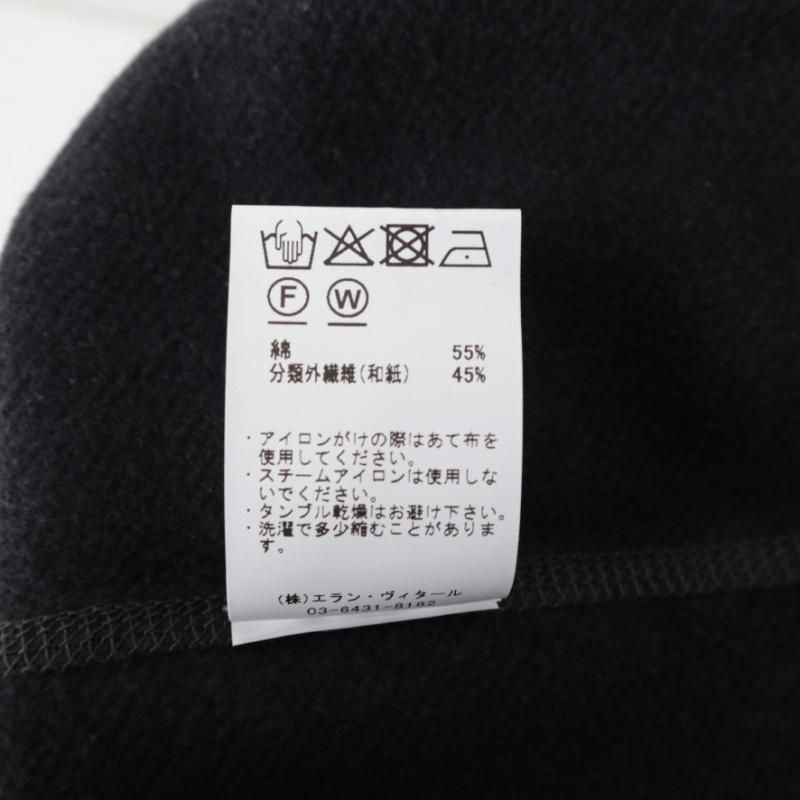 F W
綿 55%
分類外繊維(和紙) 45%
・アイロンがけの際はあて布を
使用してください。
・スチームアイロンは使用しな
いでください。
・タンブル乾燥はお避け下さい。
・洗濯で多少縮むことがありま
す。
(株)エラン・ヴィタール
03-6431-8162